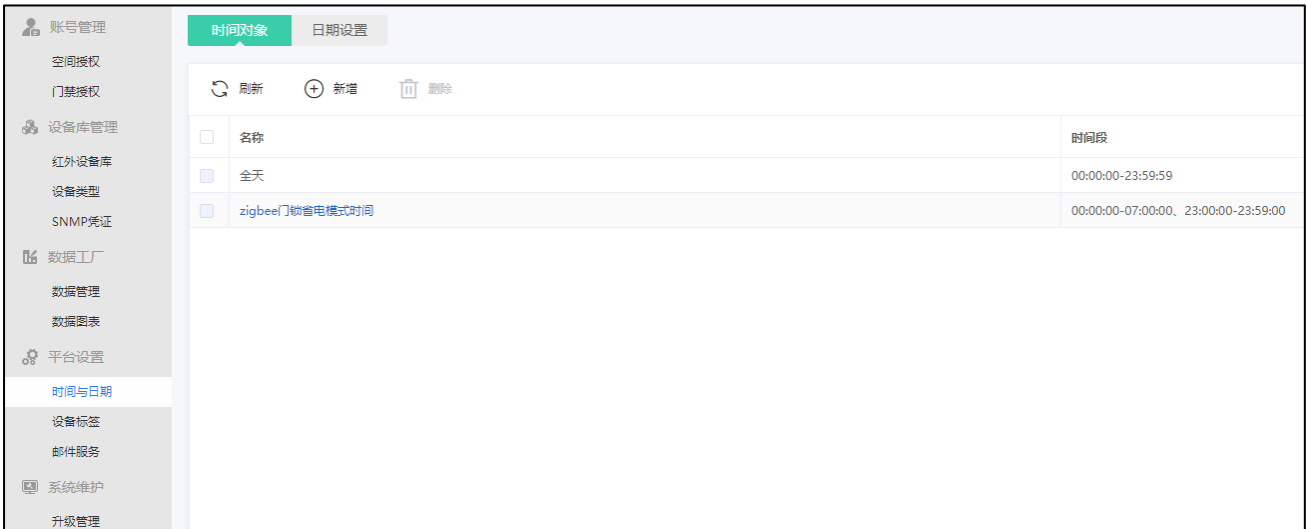 账号管理
空间授权
门禁授权
设备库管理
红外设备库
设备类型
SNMP凭证
数据工厂
数据管理
数据图表
平台设置
时间与日期
设备标签
邮件服务
系统维护
升级管理
时间对象 日期设置
刷新 新增 删除
名称 时间段
全天 00:00:00-23:59:59
zigbee门锁省电模式时间 00:00:00-07:00:00、23:00:00-23:59:00